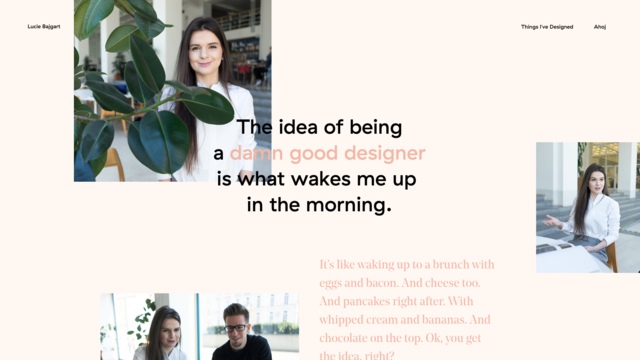 Lucie Bajgart
Things I've Designed
Ahoj
The idea of being
a damn good designer
is what wakes me up
in the morning.
It's like waking up to a brunch with
eggs and bacon. And cheese too.
And pancakes right after. With
whipped cream and bananas. And
chocolate on the top. Ok, you get
the idea, right?